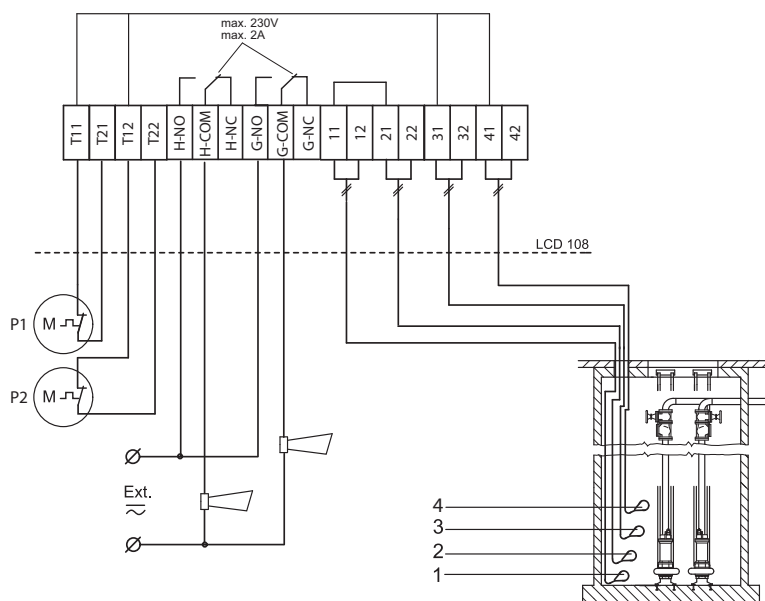 max. 230V
max. 2A
T11
T21
T12
T22
H-NO
H-COM
H-NC
G-NO
G-COM
G-NC
11
12
21
22
31
32
41
42
LCD 108
P1
M
P2
M
Ext.
4
3
2
1